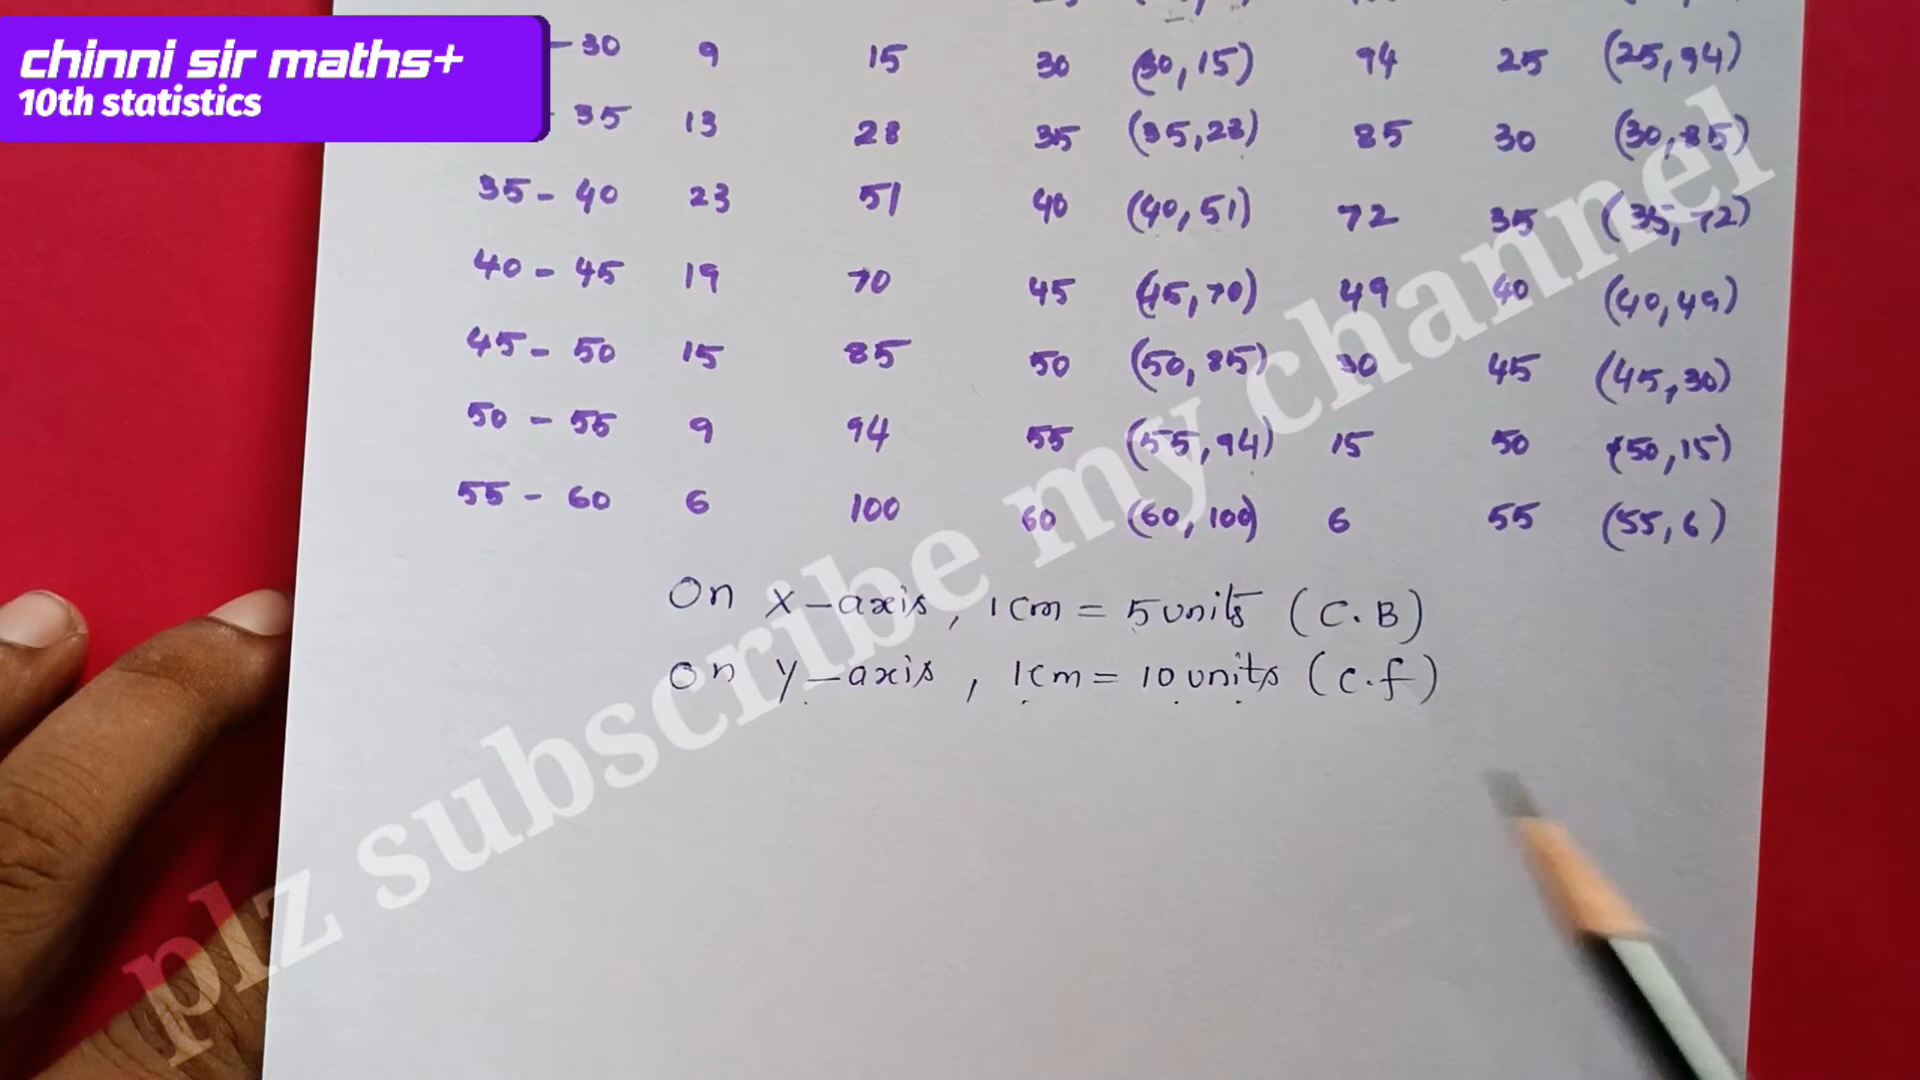 chinni sir maths+
10th statistics
-30 9 15 30 (30,15) 94 25 (25,94)
35 13 28 35 (35,28) 85 30 (30,85)
35 - 40 23 51 40 (40,51) 72 35 (35,72)
40 - 45 19 70 45 (45,70) 49 40 (40,49)
45 - 50 15 85 50 (50,85) 30 45 (45,30)
50 - 55 9 94 55 (55,94) 15 50 (50,15)
55 - 60 6 100 60 (60,100) 6 55 (55,6)
On x-axis, 1cm = 5 units (C.B)
On y-axis, 1cm = 10 units (c.f)
plz subscribe my channel